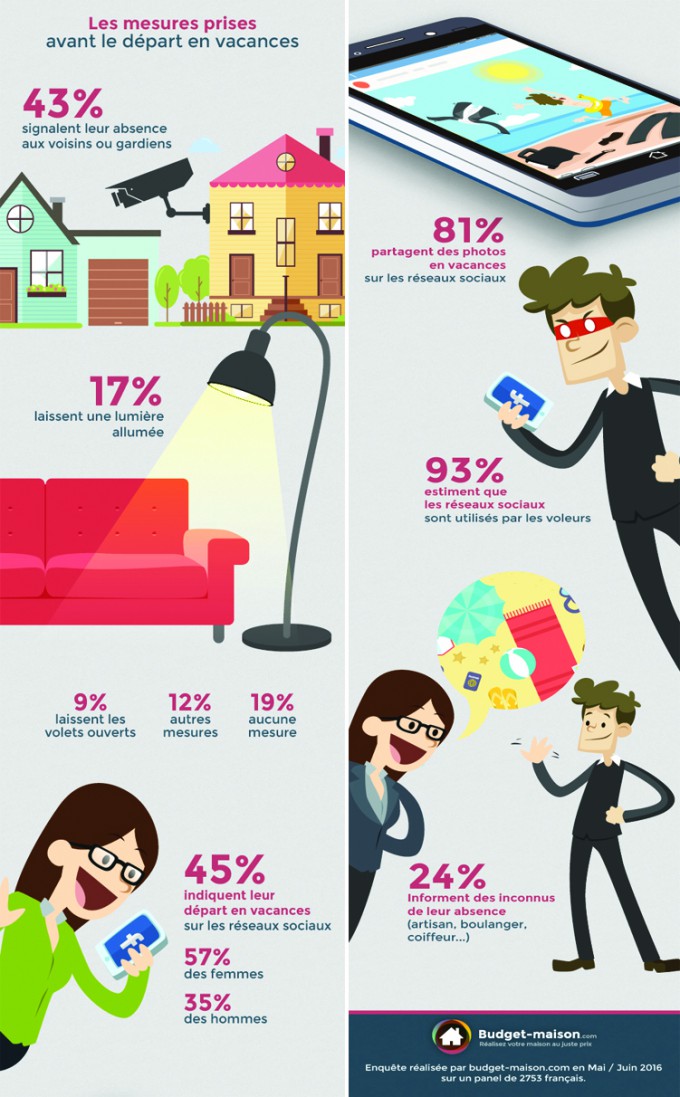 Les mesures prises
avant le départ en vacances
43%
signalent leur absence
aux voisins ou gardiens
17%
laissent une lumière
allumée
9%
laissent les
volets ouverts
12%
autres
mesures
19%
aucune
mesure
45%
indiquent leur
départ en vacances
sur les réseaux sociaux
57%
des femmes
35%
des hommes
81%
partagent des photos
en vacances
sur les réseaux sociaux
93%
estiment que
les réseaux sociaux
sont utilisés par les voleurs
24%
Informent des inconnus
de leur absence
(artisan, boulanger,
coiffeur...)
Budget-maison.com
Réalisez votre maison au juste prix
Enquête réalisée par budget-maison.com en Mai / Juin 2016
sur un panel de 2753 français.